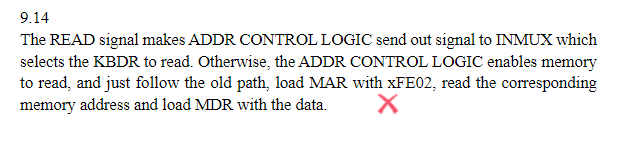 9.14
The READ signal makes ADDR CONTROL LOGIC send out signal to INMUX which
selects the KBDR to read. Otherwise, the ADDR CONTROL LOGIC enables memory
to read, and just follow the old path, load MAR with xFE02, read the corresponding
memory address and load MDR with the data.